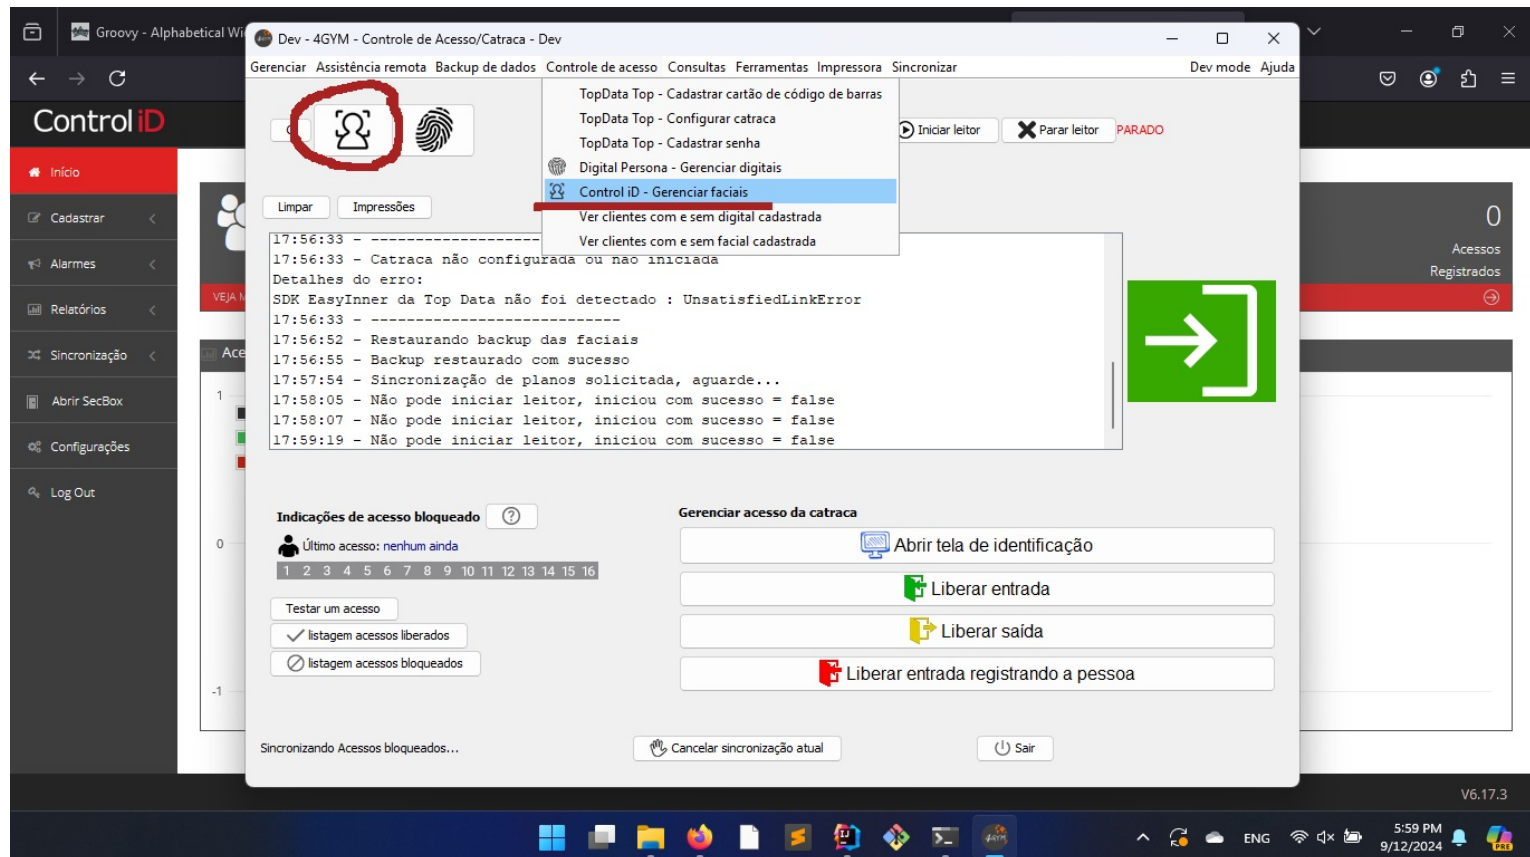 Groovy - Alphabetical Wi
Dev - 4GYM - Controle de Acesso/Catraca - Dev
Gerenciar Assistência remota Backup de dados Controle de acesso Consultas Ferramentas Impressora Sincronizar Dev mode Ajuda
Control iD
Início
Cadastrar
Alarmes
Relatórios
Sincronização
Abrir SecBox
Configurações
Log Out
VEJA M
Ace
1
0
-1
TopData Top - Cadastrar cartão de código de barras
TopData Top - Configurar catraca
TopData Top - Cadastrar senha
Digital Persona - Gerenciar digitais
Control iD - Gerenciar faciais
Ver clientes com e sem digital cadastrada
Ver clientes com e sem facial cadastrada
Iniciar leitor
Parar leitor
PARADO
Limpar
Impressões
17:56:33 - --------------------
17:56:33 - Catraca não configurada ou não iniciada
Detalhes do erro:
SDK EasyInner da Top Data não foi detectado : UnsatisfiedLinkError
17:56:33 - -----------------------------
17:56:52 - Restaurando backup das faciais
17:56:55 - Backup restaurado com sucesso
17:57:54 - Sincronização de planos solicitada, aguarde...
17:58:05 - Não pode iniciar leitor, iniciou com sucesso = false
17:58:07 - Não pode iniciar leitor, iniciou com sucesso = false
17:59:19 - Não pode iniciar leitor, iniciou com sucesso = false
0
Acessos
Registrados
Indicações de acesso bloqueado
Último acesso: nenhum ainda
1 2 3 4 5 6 7 8 9 10 11 12 13 14 15 16
Testar um acesso
listagem acessos liberados
listagem acessos bloqueados
Gerenciar acesso da catraca
Abrir tela de identificação
Liberar entrada
Liberar saída
Liberar entrada registrando a pessoa
Sincronizando Acessos bloqueados...
Cancelar sincronização atual
Sair
V6.17.3
ENG
5:59 PM
9/12/2024
PRE